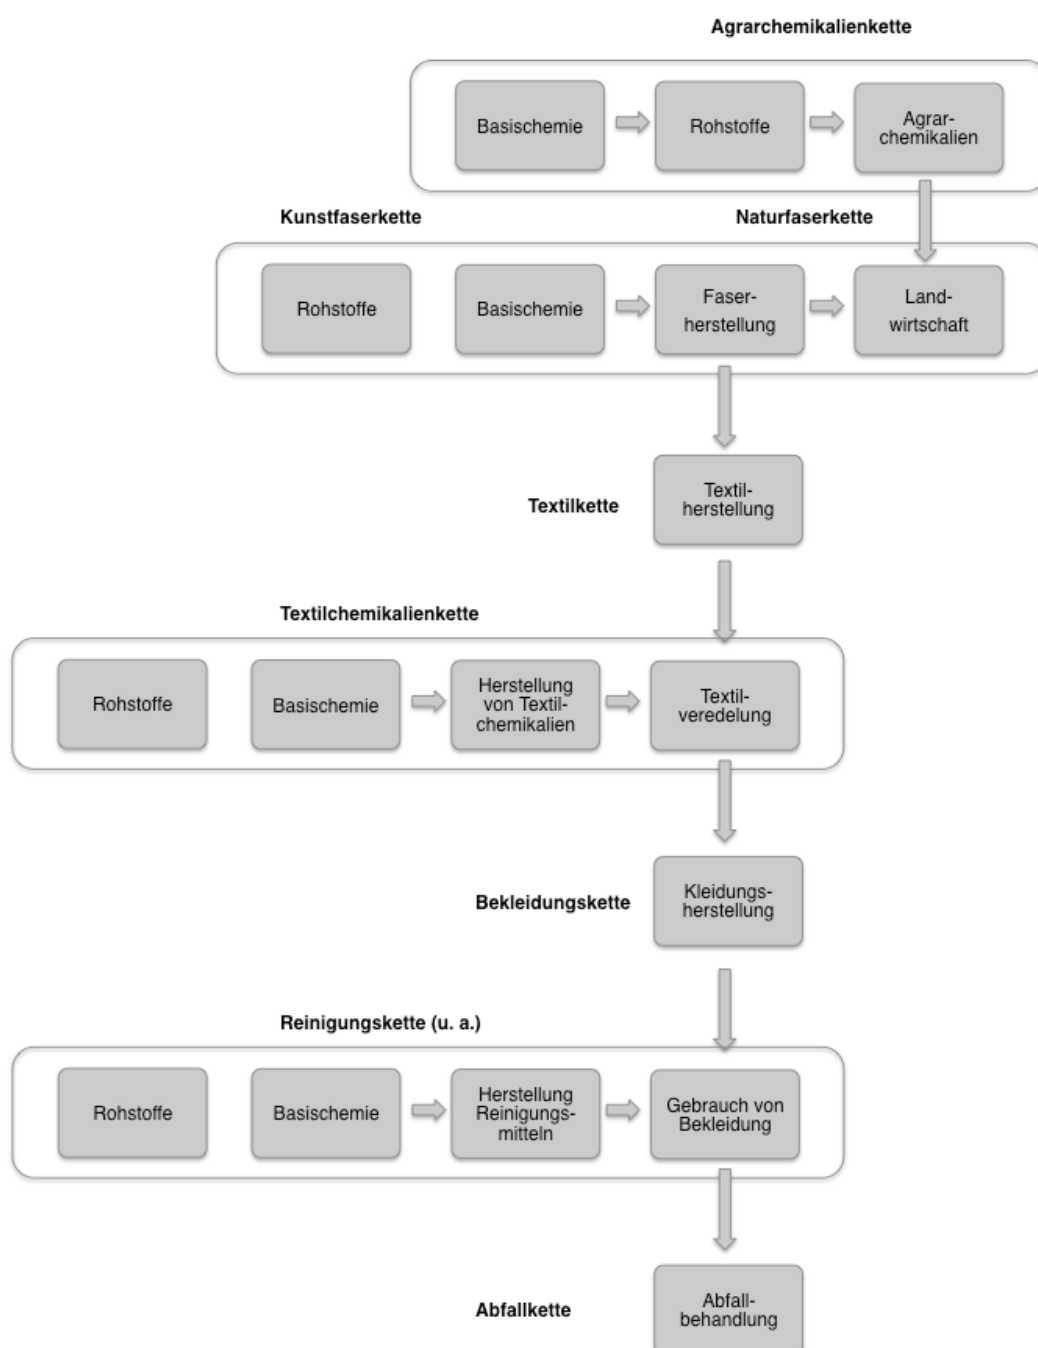 Agrarchemikalienkette
Basischemie
Rohstoffe
Agrar-
chemikalien
Kunstfaserkette
Naturfaserkette
Rohstoffe
Basischemie
Faser-
herstellung
Land-
wirtschaft
Textilkette
Textil-
herstellung
Textilchemikalienkette
Rohstoffe
Basischemie
Herstellung
von Textil-
chemikalien
Textil-
veredelung
Bekleidungskette
Kleidungs-
herstellung
Reinigungskette (u. a.)
Rohstoffe
Basischemie
Herstellung
Reinigungs-
mitteln
Gebrauch von
Bekleidung
Abfallkette
Abfall-
behandlung